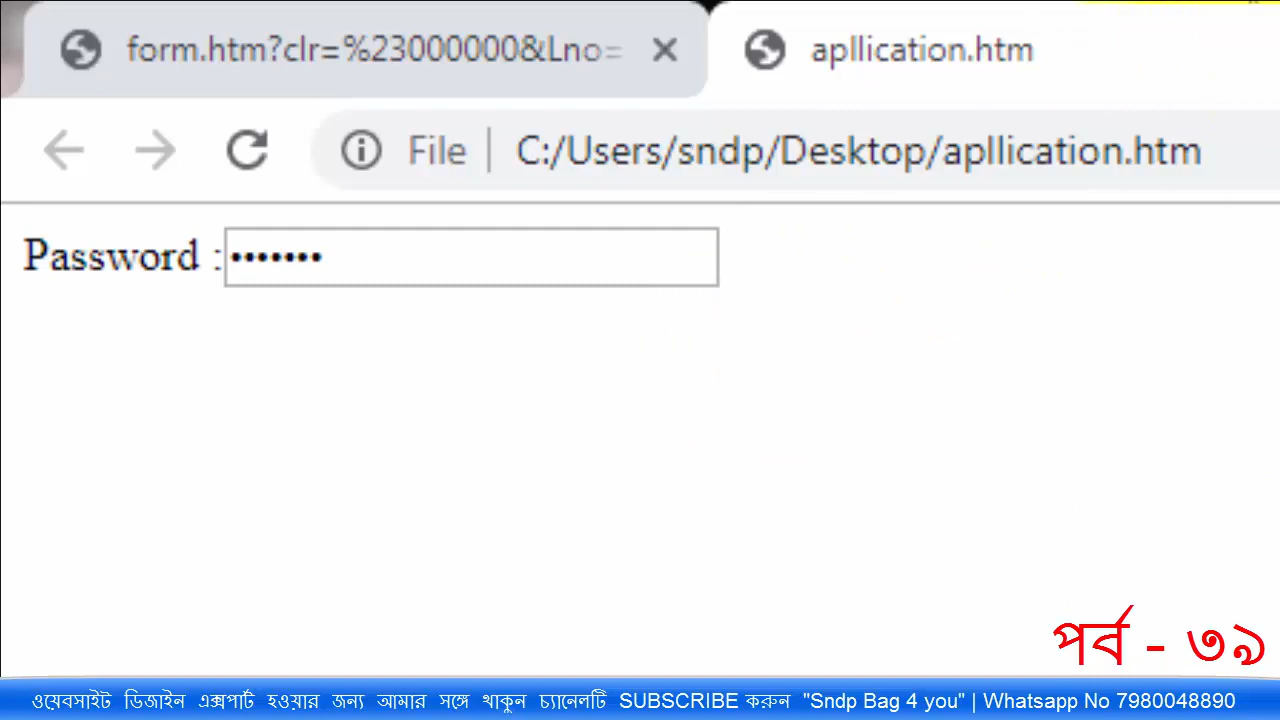 form.htm?clr=%23000000&Lno=
apllication.htm
File | C:/Users/sndp/Desktop/apllication.htm
Password :•••••••
পর্ব - ৩৯
ওয়েবসাইট ডিজাইন এক্সপার্ট হওয়ার জন্য আমার সঙ্গে থাকুন চ্যানেলটি SUBSCRIBE করুন "Sndp Bag 4 you" | Whatsapp No 7980048890